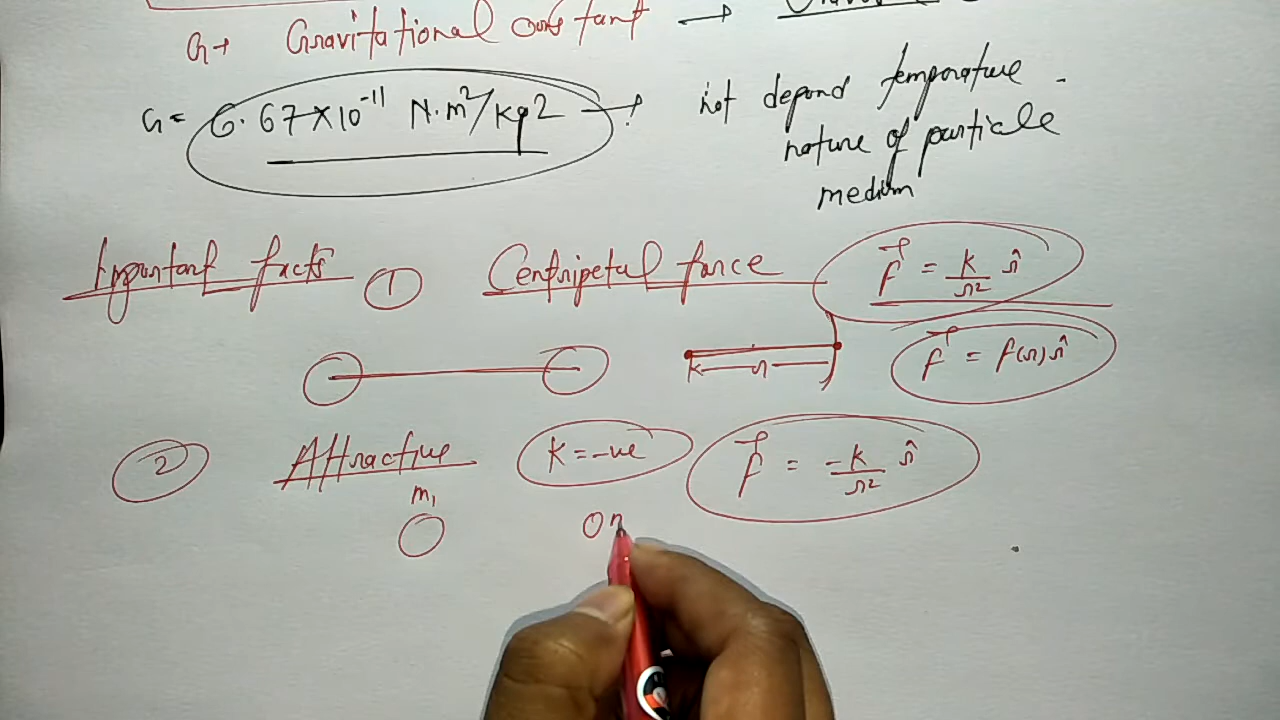 G → Gravitational constant →
G = 6.67×10⁻¹¹ N.m²/kg2 → not depend temperature
nature of particle
medium
Important facts ① Centripetal force f⃗ = k/r² r̂
r f⃗ = f(r) r̂
② Attractive K = -ve f⃗ = -k/r² r̂
m₁